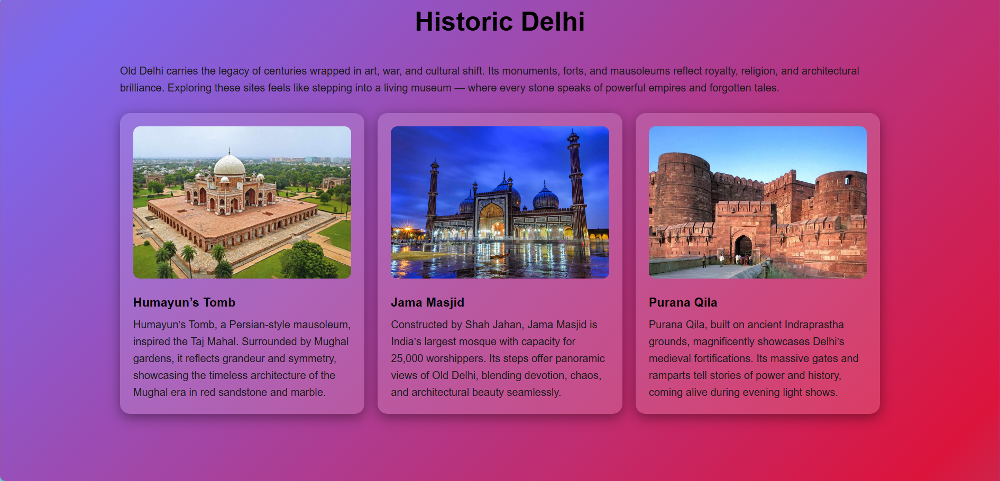 Historic Delhi
Old Delhi carries the legacy of centuries wrapped in art, war, and cultural shift. Its monuments, forts, and mausoleums reflect royalty, religion, and architectural
brilliance. Exploring these sites feels like stepping into a living museum — where every stone speaks of powerful empires and forgotten tales.
Humayun’s Tomb
Humayun’s Tomb, a Persian-style mausoleum,
inspired the Taj Mahal. Surrounded by Mughal
gardens, it reflects grandeur and symmetry,
showcasing the timeless architecture of the
Mughal era in red sandstone and marble.
Jama Masjid
Constructed by Shah Jahan, Jama Masjid is
India’s largest mosque with capacity for
25,000 worshippers. Its steps offer panoramic
views of Old Delhi, blending devotion, chaos,
and architectural beauty seamlessly.
Purana Qila
Purana Qila, built on ancient Indraprastha
grounds, magnificently showcases Delhi’s
medieval fortifications. Its massive gates and
ramparts tell stories of power and history,
coming alive during evening light shows.